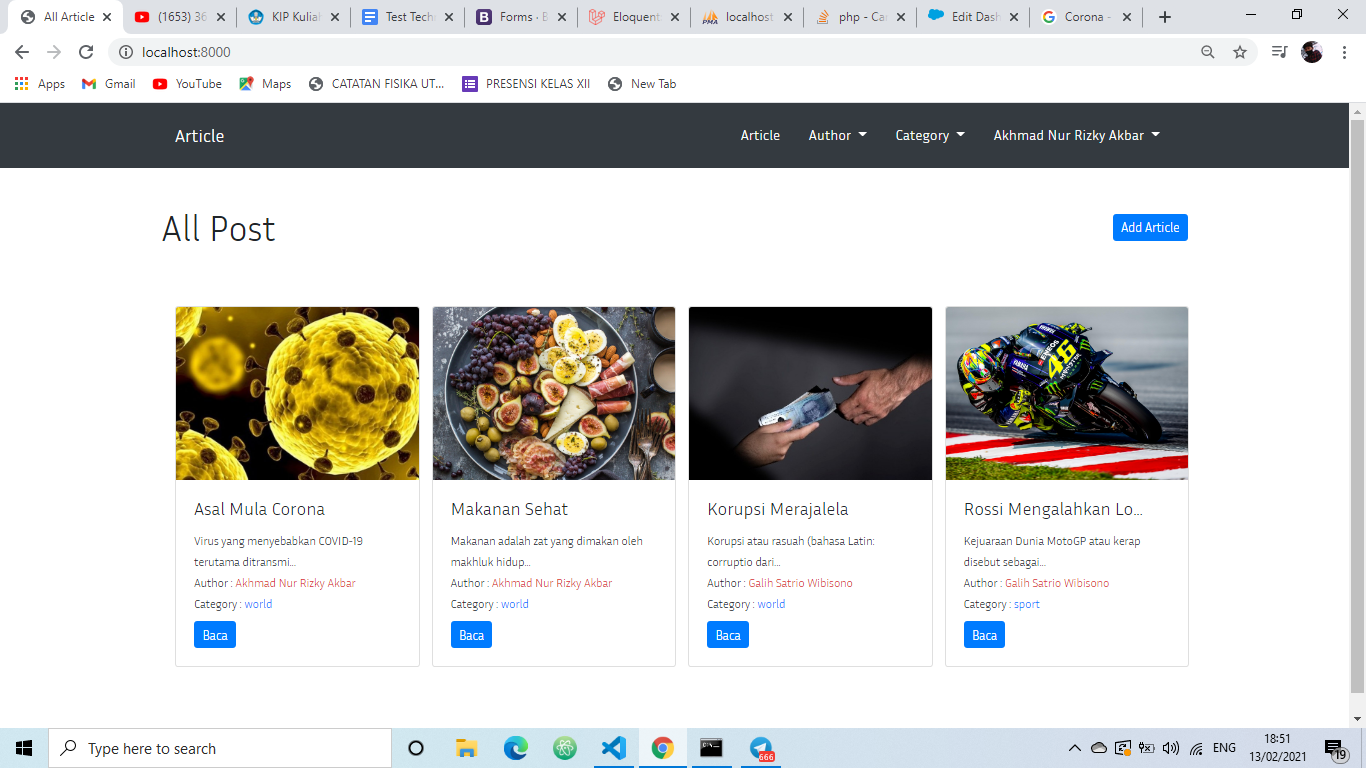 All Article
(1653) 36
KIP Kuliah
Test Techn
Forms · B
Eloquent:
localhost
php - Ca
Edit Dash
Corona -
localhost:8000
Apps
Gmail
YouTube
Maps
CATATAN FISIKA UT...
PRESENSI KELAS XII
New Tab
Article
Article
Author
Category
Akhmad Nur Rizky Akbar
All Post
Add Article
46
ENEOS
YAMAHA
MONSTER
Asal Mula Corona
Virus yang menyebabkan COVID-19
terutama ditransmi...
Author : Akhmad Nur Rizky Akbar
Category : world
Baca
Makanan Sehat
Makanan adalah zat yang dimakan oleh
makhluk hidup...
Author : Akhmad Nur Rizky Akbar
Category : world
Baca
Korupsi Merajalela
Korupsi atau rasuah (bahasa Latin:
corruptio dari...
Author : Galih Satrio Wibisono
Category : world
Baca
Rossi Mengalahkan Lo...
Kejuaraan Dunia MotoGP atau kerap
disebut sebagai...
Author : Galih Satrio Wibisono
Category : sport
Baca
Type here to search
666
ENG
18:51
13/02/2021
19